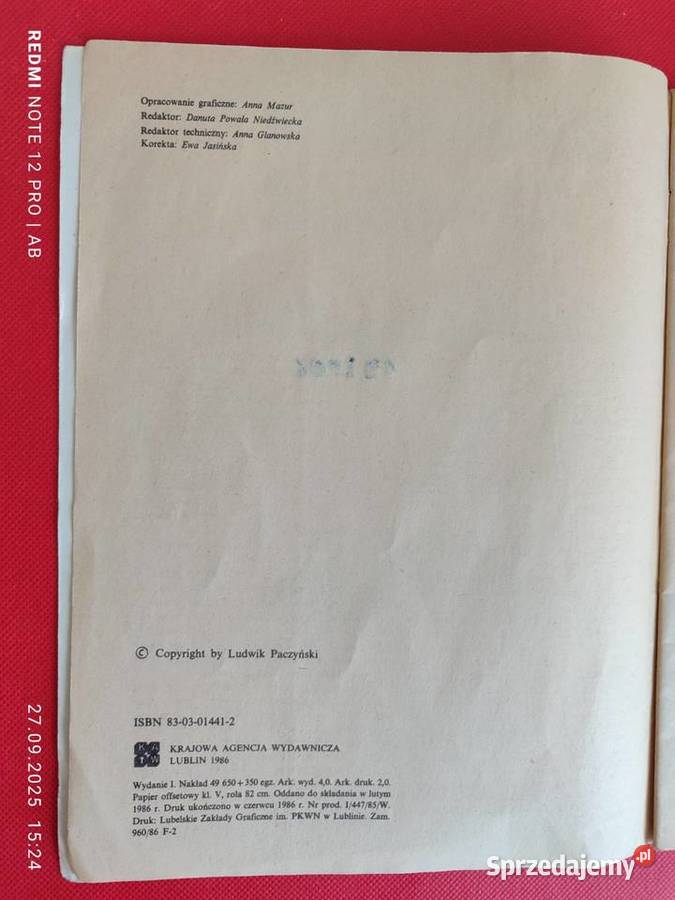 Opracowanie graficzne: Anna Mazur
Redaktor: Danuta Powała Niedźwiecka
Redaktor techniczny: Anna Glanowska
Korekta: Ewa Jasińska
© Copyright by Ludwik Paczyński
ISBN 83-03-01441-2
KRAJOWA AGENCJA WYDAWNICZA
LUBLIN 1986
Wydanie I. Nakład 49 650+350 egz. Ark. wyd. 4,0. Ark. druk. 2,0.
Papier offsetowy kl. V, rola 82 cm. Oddano do składania w lutym
1986 r. Druk ukończono w czerwcu 1986 r. Nr prod. I/447/85/W.
Druk: Lubelskie Zakłady Graficzne im. PKWN w Lublinie. Zam.
960/86 F-2
REDMI NOTE 12 PRO | AB
27.09.2025 15:24
Sprzedajemy.pl